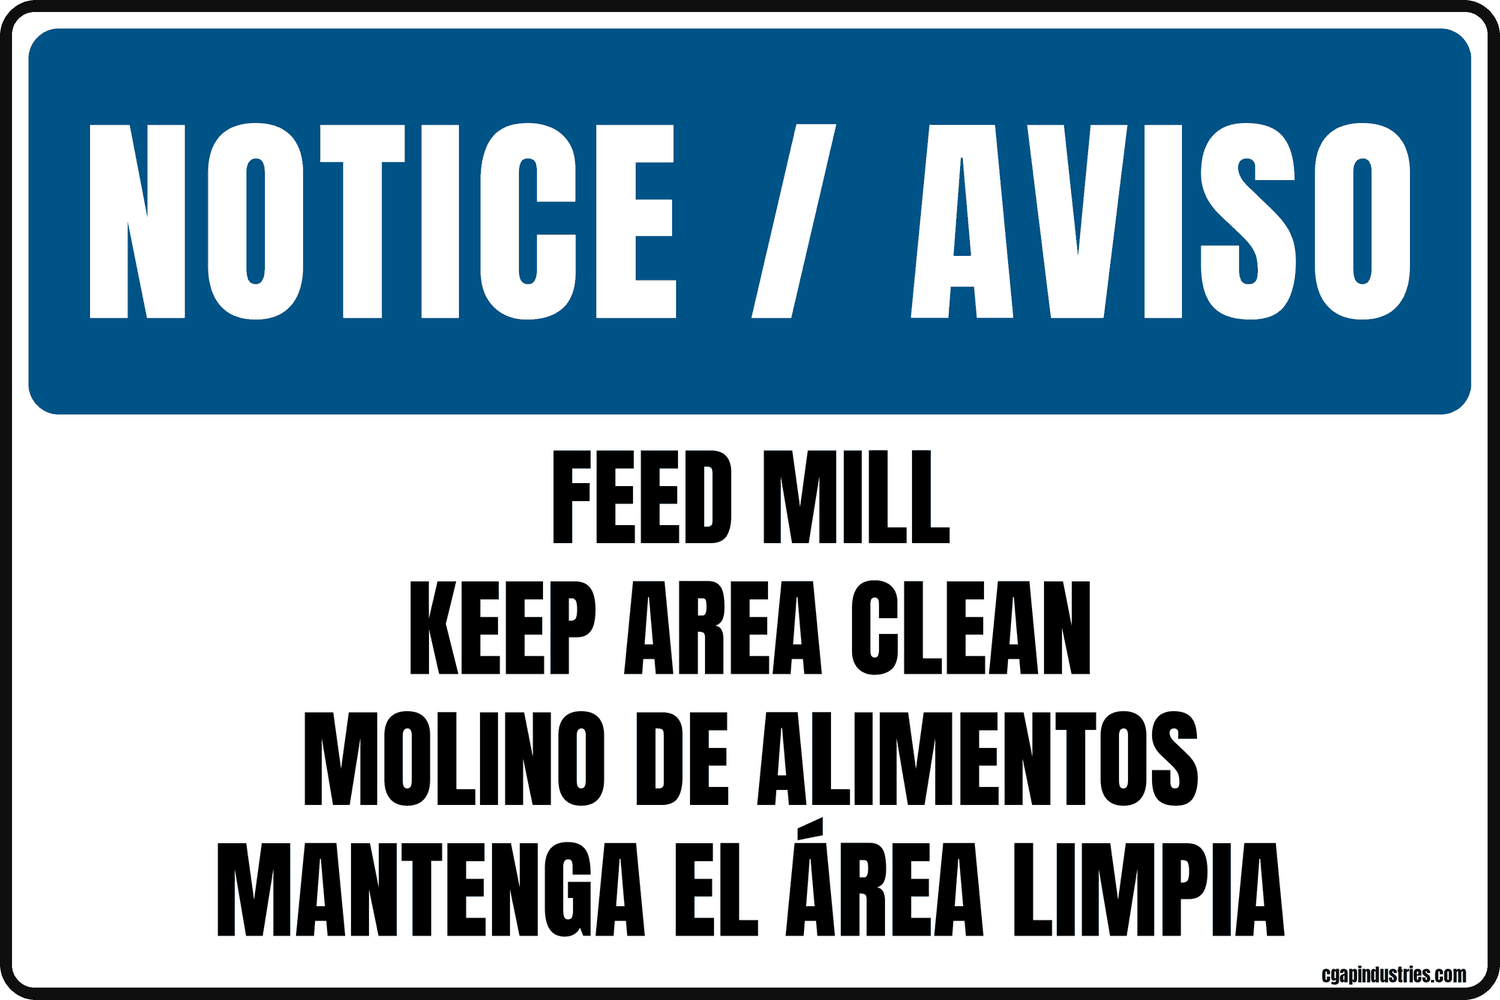 NOTICE / AVISO
FEED MILL
KEEP AREA CLEAN
MOLINO DE ALIMENTOS
MANTENGA EL ÁREA LIMPIA
cgapindustries.com